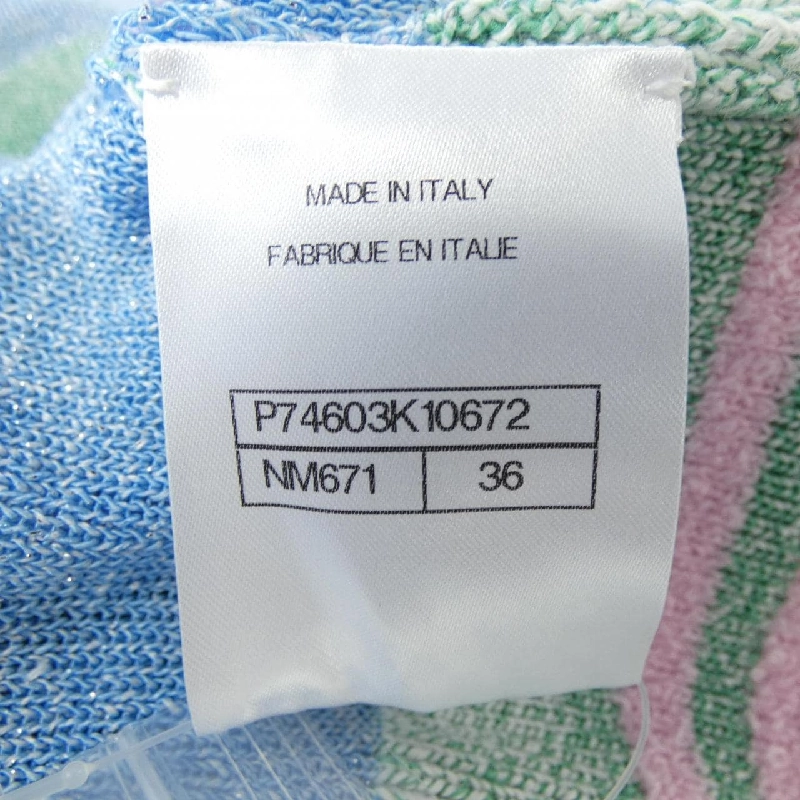 MADE IN ITALY
FABRIQUE EN ITALIE
P74603K10672
NM671 36